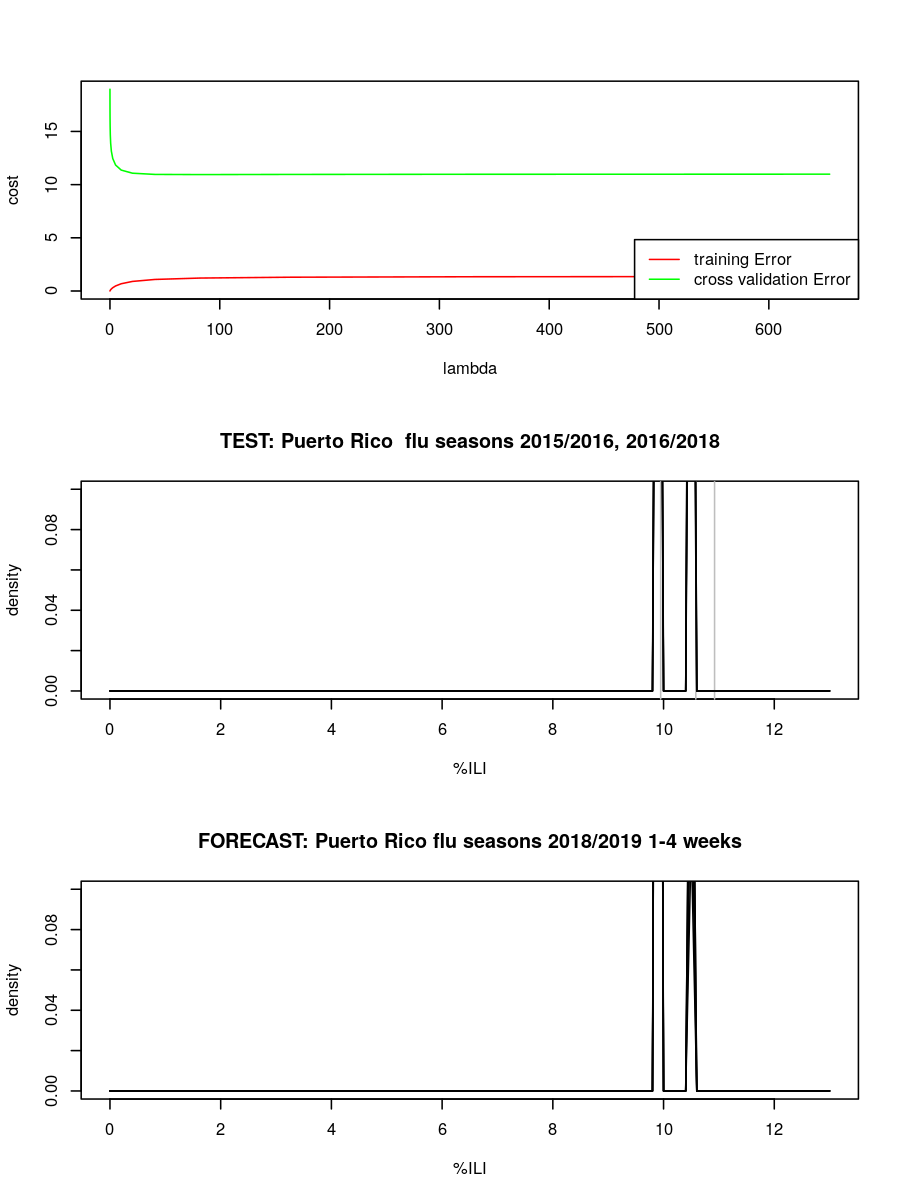 15
10
5
0
cost
training Error
cross validation Error
0 100 200 300 400 500 600
lambda
TEST: Puerto Rico  flu seasons 2015/2016, 2016/2018
0.08
0.04
0.00
density
0 2 4 6 8 10 12
%ILI
FORECAST: Puerto Rico flu seasons 2018/2019 1-4 weeks
0.08
0.04
0.00
density
0 2 4 6 8 10 12
%ILI